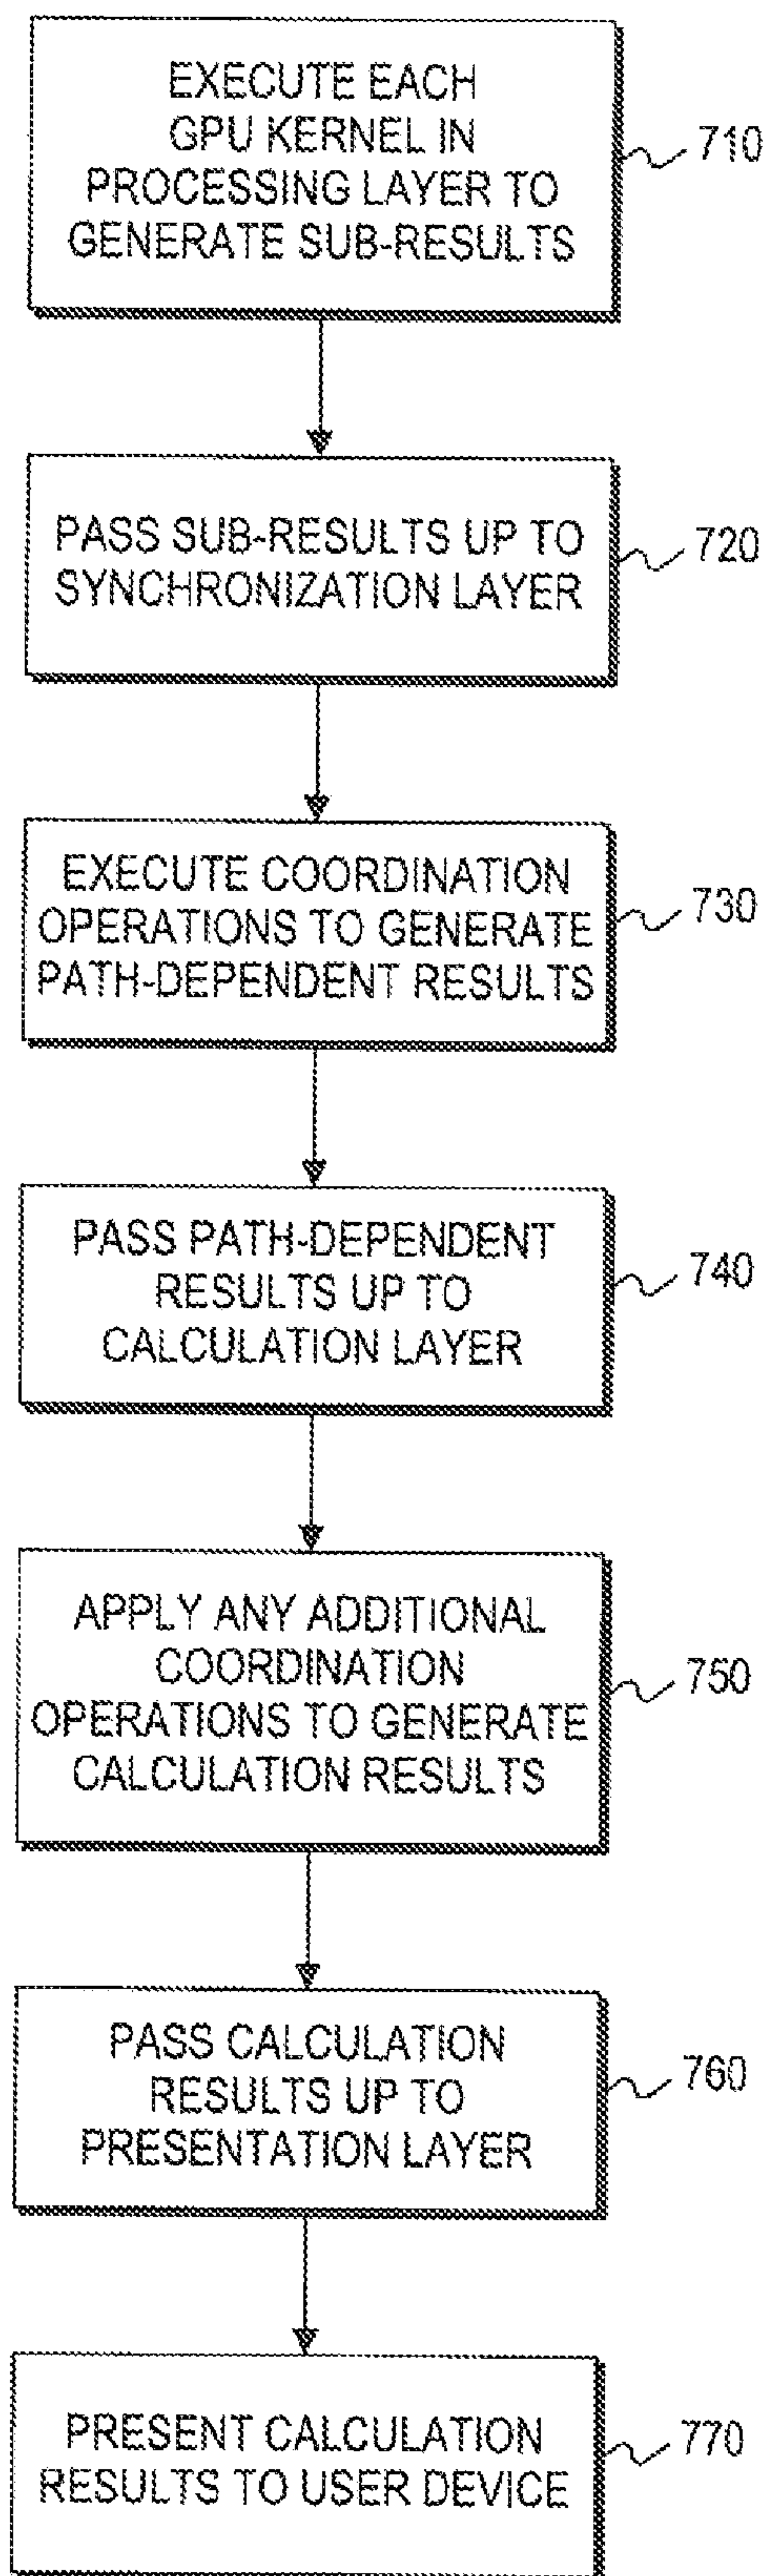 EXECUTE EACH
GPU KERNEL IN
PROCESSING LAYER TO
GENERATE SUB-RESULTS
710
PASS SUB-RESULTS UP TO
SYNCHRONIZATION LAYER
720
EXECUTE COORDINATION
OPERATIONS TO GENERATE
PATH-DEPENDENT RESULTS
730
PASS PATH-DEPENDENT
RESULTS UP TO
CALCULATION LAYER
740
APPLY ANY ADDITIONAL
COORDINATION
OPERATIONS TO GENERATE
CALCULATION RESULTS
750
PASS CALCULATION
RESULTS UP TO
PRESENTATION LAYER
760
PRESENT CALCULATION
RESULTS TO USER DEVICE
770